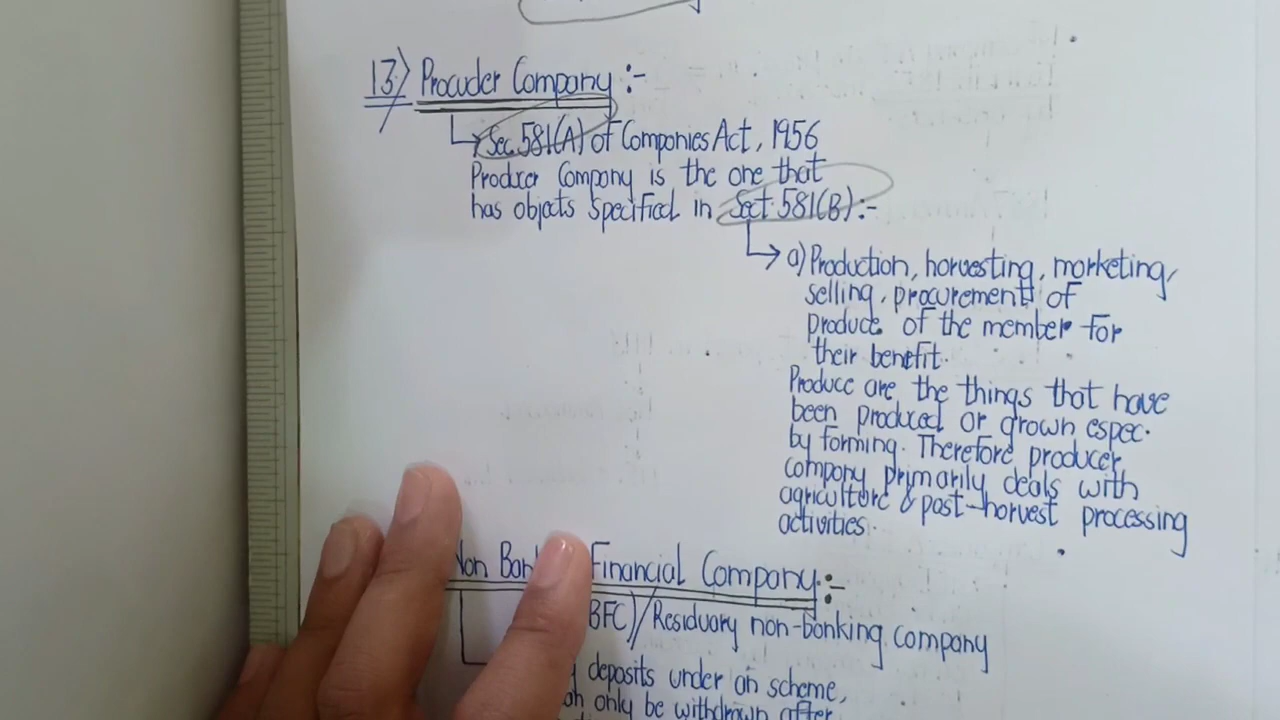 13) Procuder Company :-
Sec. 581(A) of Companies Act, 1956
Producer Company is the one that
has objects specified in Sect. 581(B) :-
a) Production, harvesting, marketing,
selling, procurement of
produce of the member for
their benefit.
Produce are the things that have
been produced or grown espec.
by farming. Therefore producer
company primarily deals with
agriculture & post-harvest processing
activities.
Non Financial Company :-
BFC) / Residuary non-banking company
deposits under an scheme,
only be withdrawn after